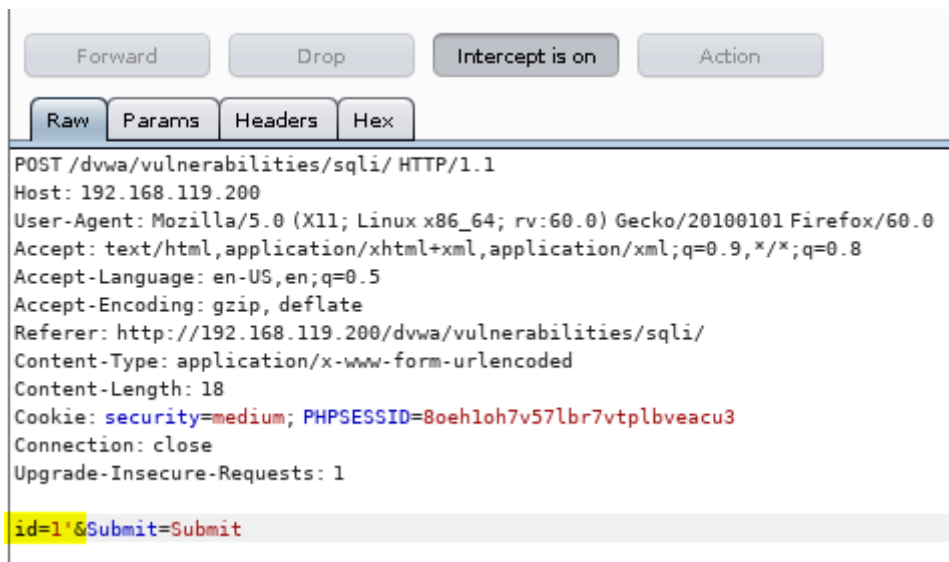 Forward Drop Intercept is on Action
Raw Params Headers Hex
POST /dvwa/vulnerabilities/sqli/ HTTP/1.1
Host: 192.168.119.200
User-Agent: Mozilla/5.0 (X11; Linux x86_64; rv:60.0) Gecko/20100101 Firefox/60.0
Accept: text/html,application/xhtml+xml,application/xml;q=0.9,*/*;q=0.8
Accept-Language: en-US,en;q=0.5
Accept-Encoding: gzip, deflate
Referer: http://192.168.119.200/dvwa/vulnerabilities/sqli/
Content-Type: application/x-www-form-urlencoded
Content-Length: 18
Cookie: security=medium; PHPSESSID=8oeh1oh7v57lbr7vtplbveacu3
Connection: close
Upgrade-Insecure-Requests: 1
id=1'&Submit=Submit